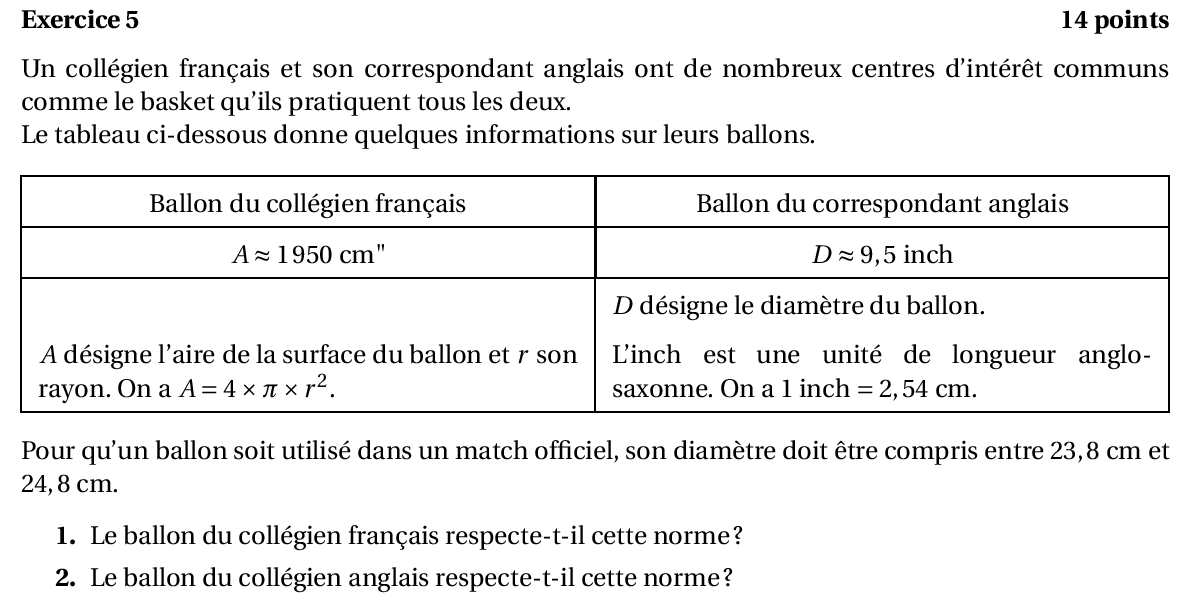 Exercice 5 14 points
Un collégien français et son correspondant anglais ont de nombreux centres d'intérêt communs
comme le basket qu'ils pratiquent tous les deux.
Le tableau ci-dessous donne quelques informations sur leurs ballons.
Ballon du collégien français Ballon du correspondant anglais
A ≈ 1950 cm" D ≈ 9,5 inch
A désigne l'aire de la surface du ballon et r son
rayon. On a A = 4 × π × r².
D désigne le diamètre du ballon.
L'inch est une unité de longueur anglo-
saxonne. On a 1 inch = 2,54 cm.
Pour qu'un ballon soit utilisé dans un match officiel, son diamètre doit être compris entre 23,8 cm et
24,8 cm.
1. Le ballon du collégien français respecte-t-il cette norme?
2. Le ballon du collégien anglais respecte-t-il cette norme?